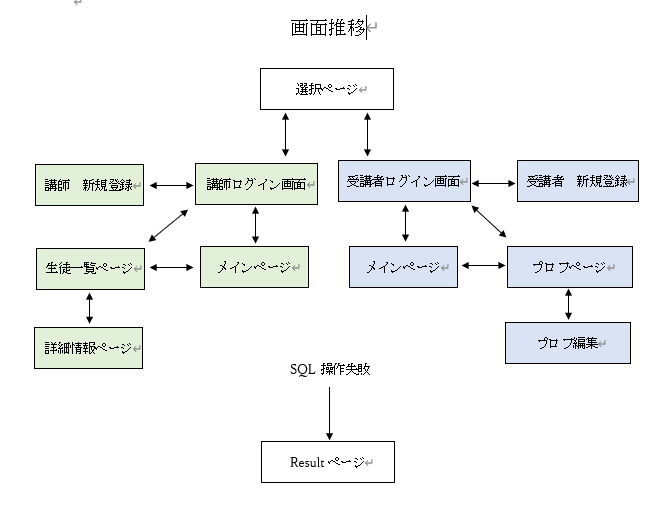 画面推移
選択ページ
講師　新規登録
講師ログイン画面
受講者ログイン画面
受講者　新規登録
生徒一覧ページ
メインページ
メインページ
プロフページ
詳細情報ページ
プロフ編集
SQL 操作失敗
Result ページ